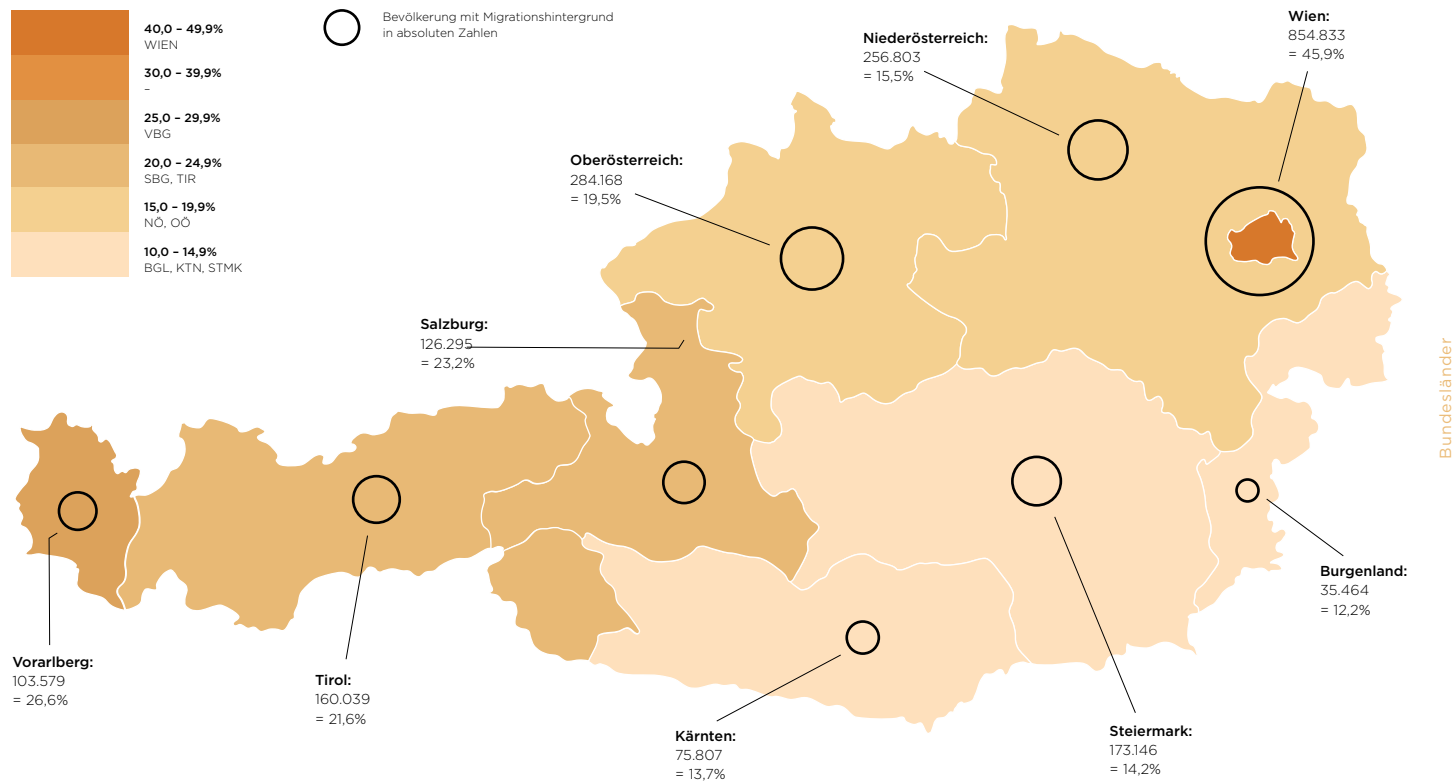 40,0 – 49,9%
WIEN
30,0 – 39,9%
–
25,0 – 29,9%
VBG
20,0 – 24,9%
SBG, TIR
15,0 – 19,9%
NÖ, OÖ
10,0 – 14,9%
BGL, KTN, STMK
Bevölkerung mit Migrationshintergrund
in absoluten Zahlen
Wien:
854.833
= 45,9%
Niederösterreich:
256.803
= 15,5%
Oberösterreich:
284.168
= 19,5%
Salzburg:
126.295
= 23,2%
Bundesländer
Burgenland:
35.464
= 12,2%
Vorarlberg:
103.579
= 26,6%
Tirol:
160.039
= 21,6%
Kärnten:
75.807
= 13,7%
Steiermark:
173.146
= 14,2%